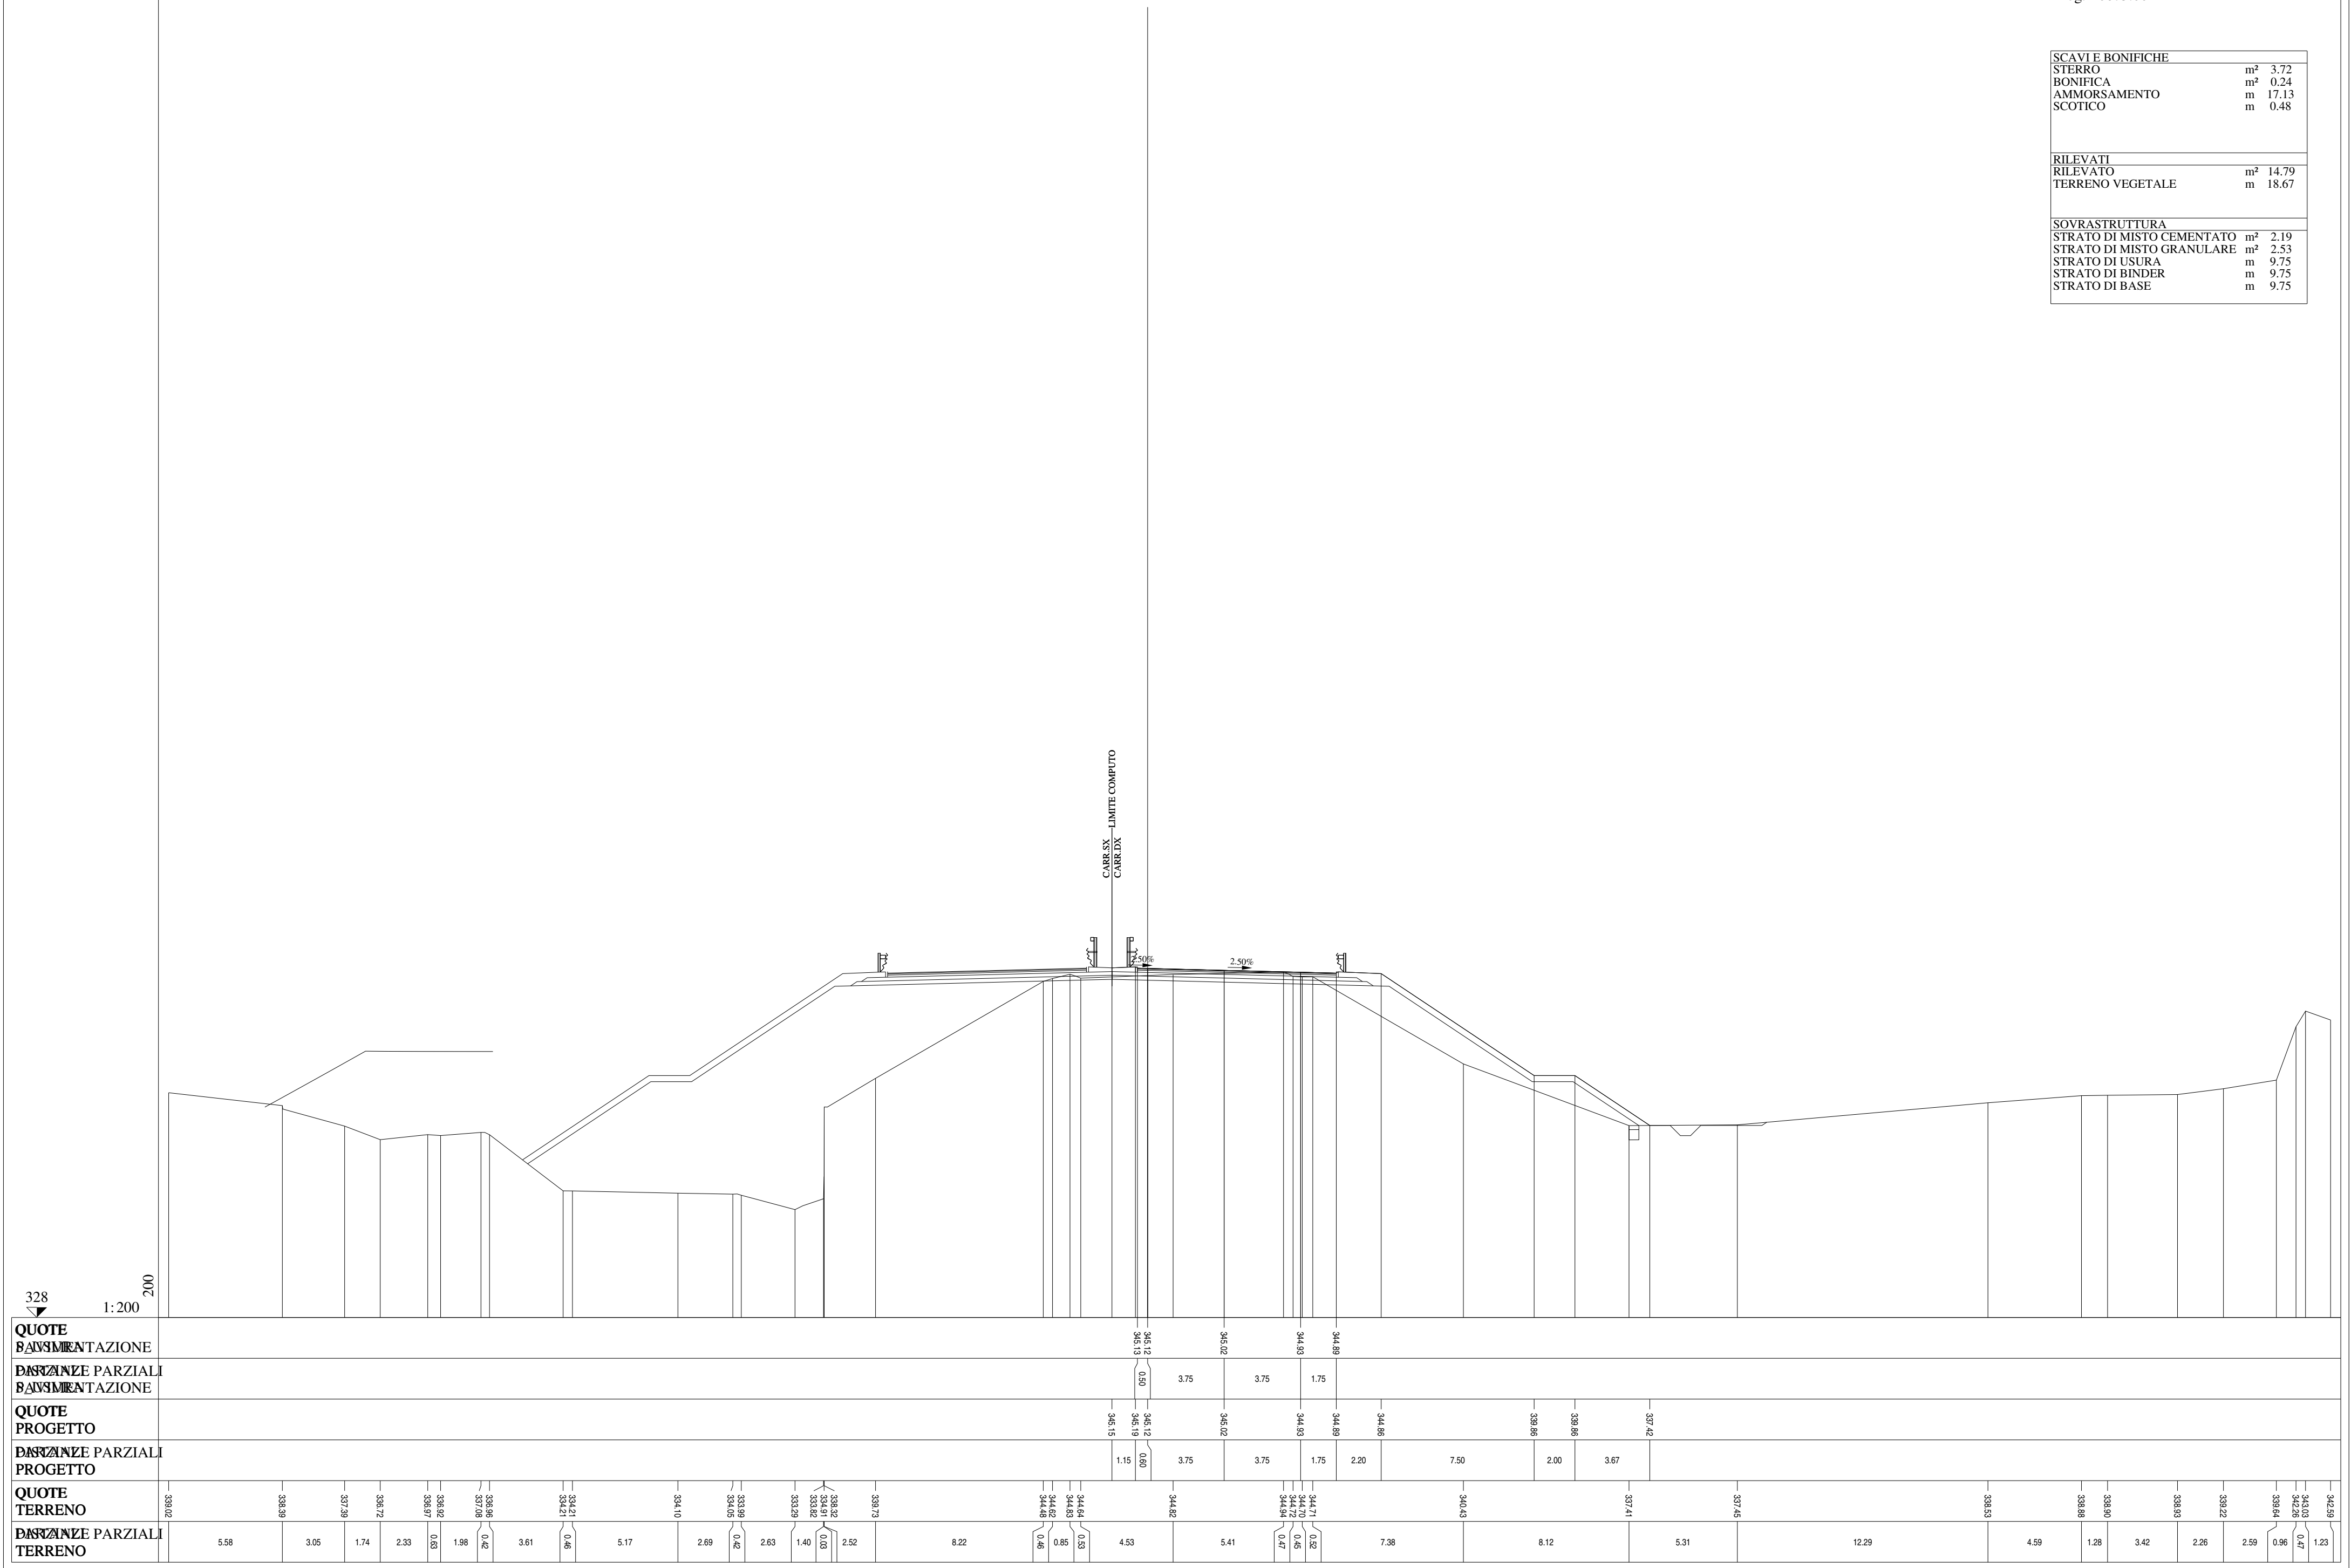 SCAVI E BONIFICHE
STERRO m² 3.72
BONIFICA m² 0.24
AMMORSAMENTO m 17.13
SCOTICO m 0.48
RILEVATI
RILEVATO m² 14.79
TERRENO VEGETALE m 18.67
SOVRASTRUTTURA
STRATO DI MISTO CEMENTATO m² 2.19
STRATO DI MISTO GRANULARE m² 2.53
STRATO DI USURA m 9.75
STRATO DI BINDER m 9.75
STRATO DI BASE m 9.75
LIMITE COMPUTO
CARR.SX
CARR.DX
2.50% 2.50%
200
328
1:200
QUOTE
PAVIMENTAZIONE
345.13 345.12 345.02 344.93 344.89
PARZIALI
PAVIMENTAZIONE
0.50 3.75 3.75 1.75
QUOTE
PROGETTO
345.15 345.19 345.12 345.02 344.93 344.89 344.86 339.86 339.86 337.42
PARZIALI
PROGETTO
1.15 0.60 3.75 3.75 1.75 2.20 7.50 2.00 3.67
QUOTE
TERRENO
339.02 338.39 337.39 336.72 336.97 336.92 337.08 336.96 334.21 334.21 334.10 334.05 333.99 333.29 333.82 334.91 338.32 339.73 344.48 344.62 344.83 344.64 344.82 344.94 344.72 344.70 344.71 340.43 337.41 337.45 338.53 338.88 338.90 338.93 339.22 339.64 342.26 343.03 342.59
PARZIALI
TERRENO
5.58 3.05 1.74 2.33 0.63 1.98 0.42 3.61 0.46 5.17 2.69 0.42 2.63 1.40 0.03 2.52 8.22 0.46 0.85 0.53 4.53 5.41 0.47 0.45 0.52 7.38 8.12 5.31 12.29 4.59 1.28 3.42 2.26 2.59 0.96 0.47 1.23